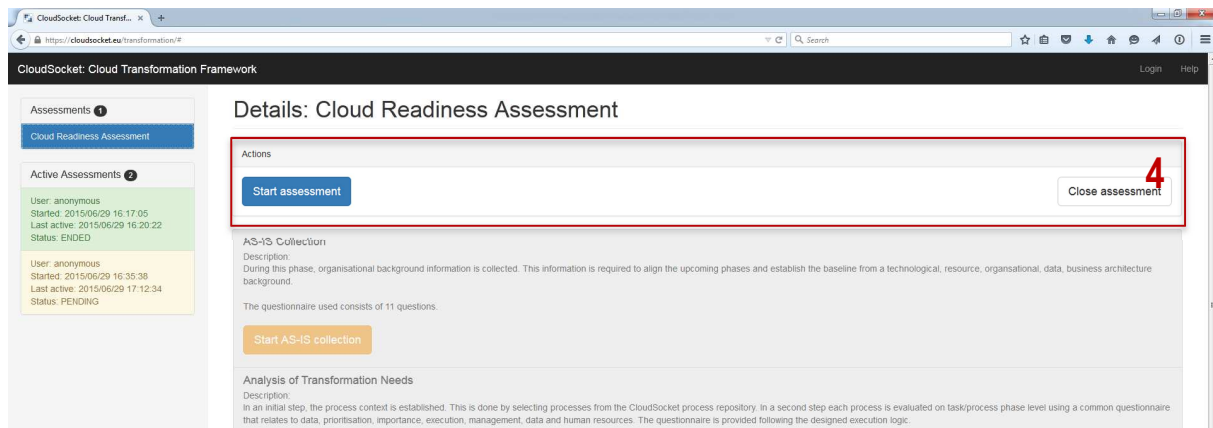 CloudSocket: Cloud Transf... × +
https://cloudsocket.eu/transformation/#
Search
CloudSocket: Cloud Transformation Framework
Login Help
Assessments 1
Cloud Readiness Assessment
Active Assessments 2
User: anonymous
Started: 2015/06/29 16:17:05
Last active: 2015/06/29 16:20:22
Status: ENDED
User: anonymous
Started: 2015/06/29 16:35:38
Last active: 2015/06/29 17:12:34
Status: PENDING
Details: Cloud Readiness Assessment
Actions
4
Start assessment
Close assessment
AS-IS Collection
Description:
During this phase, organisational background information is collected. This information is required to align the upcoming phases and establish the baseline from a technological, resource, organsational, data, business architecture
background.
The questionnaire used consists of 11 questions.
Start AS-IS collection
Analysis of Transformation Needs
Description:
In an initial step, the process context is established. This is done by selecting processes from the CloudSocket process repository. In a second step each process is evaluated on task/process phase level using a common questionnaire
that relates to data, prioritisation, importance, execution, management, data and human resources. The questionnaire is provided following the designed execution logic.